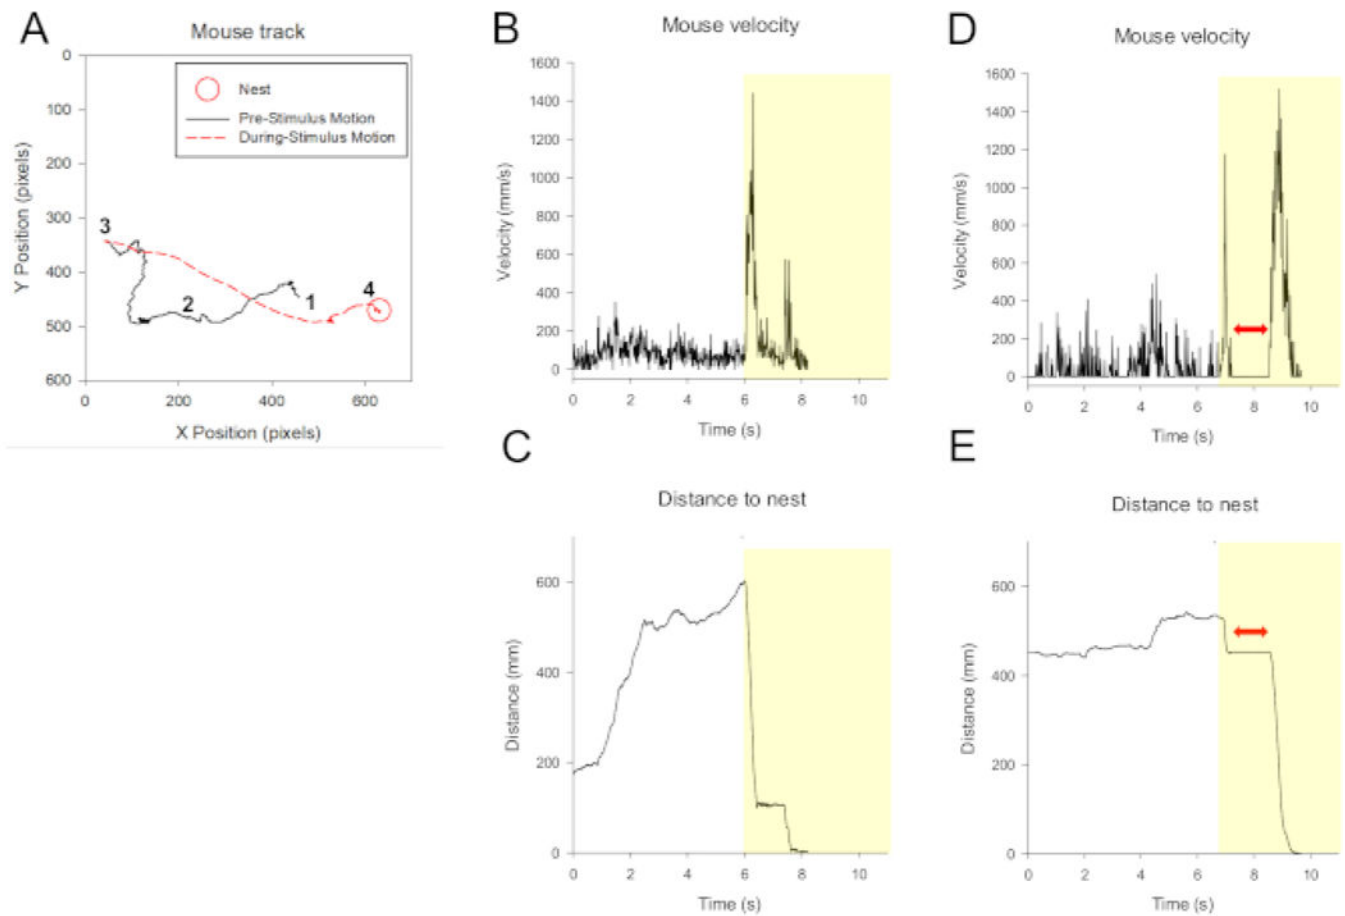 A
Mouse track
0
100
200
300
400
500
600
Y Position (pixels)
Nest
Pre-Stimulus Motion
During-Stimulus Motion
3
2
1
4
0 200 400 600
X Position (pixels)
B
Mouse velocity
1600
1400
1200
1000
800
600
400
200
0
Velocity (mm/s)
0 2 4 6 8 10
Time (s)
C
Distance to nest
600
400
200
0
Distance (mm)
0 2 4 6 8 10
Time (s)
D
Mouse velocity
1600
1400
1200
1000
800
600
400
200
0
Velocity (mm/s)
0 2 4 6 8 10
Time (s)
E
Distance to nest
600
400
200
0
Distance (mm)
0 2 4 6 8 10
Time (s)